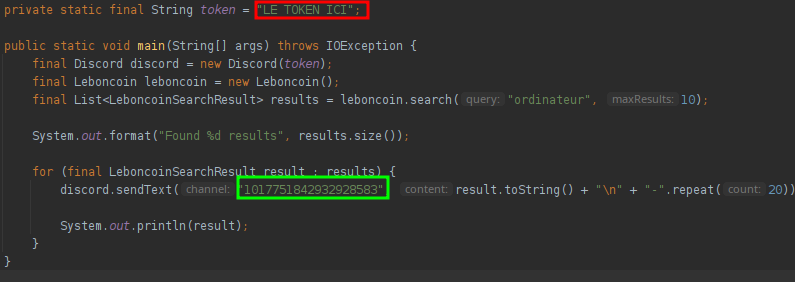 private static final String token = "LE TOKEN ICI";
public static void main(String[] args) throws IOException {
final Discord discord = new Discord(token);
final Leboncoin leboncoin = new Leboncoin();
final List<LeboncoinSearchResult> results = leboncoin.search( query: "ordinateur", maxResults: 10);
System.out.format("Found %d results", results.size());
for (final LeboncoinSearchResult result : results) {
discord.sendText( channel: "1017751842932928583" content: result.toString() + "\n" + "-".repeat( count: 20))
System.out.println(result);
}
}